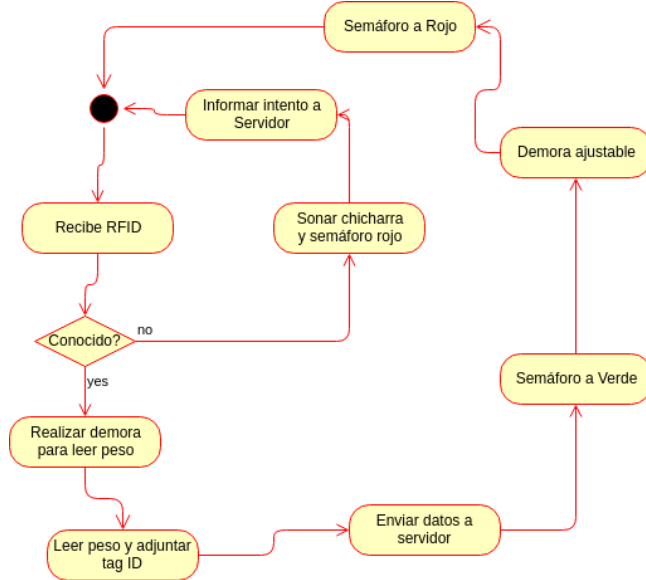 Semáforo a Rojo
Informar intento a
Servidor
Demora ajustable
Recibe RFID
Sonar chicharra
y semáforo rojo
Conocido?
no
yes
Semáforo a Verde
Realizar demora
para leer peso
Enviar datos a
servidor
Leer peso y adjuntar
tag ID